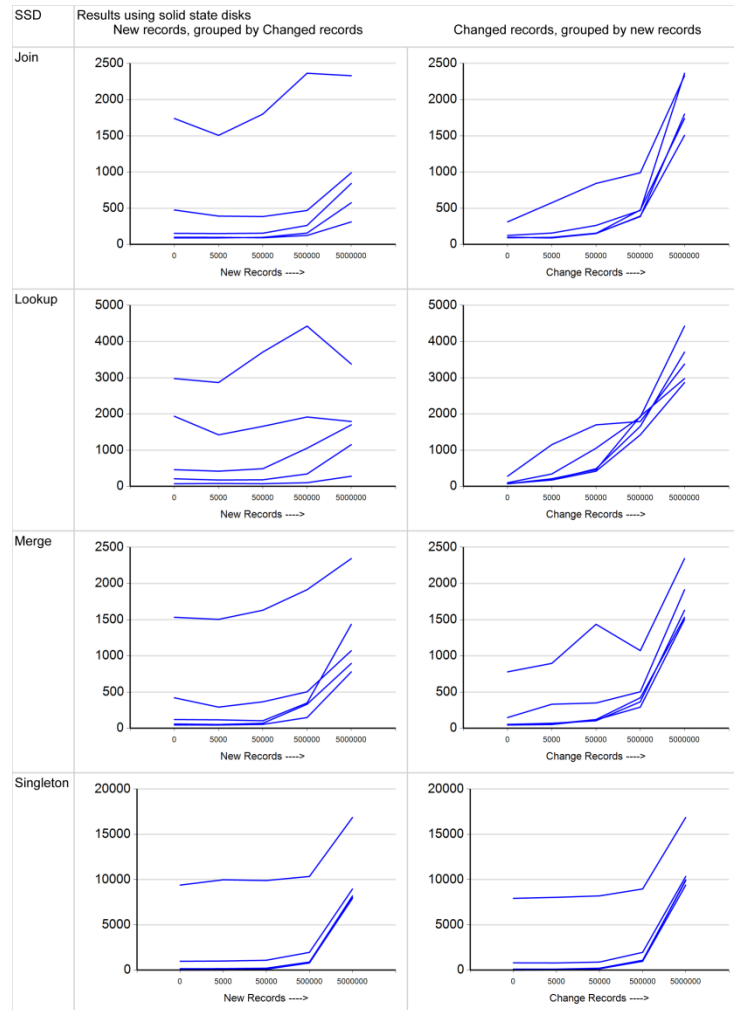 SSD
Results using solid state disks
New records, grouped by Changed records
Changed records, grouped by new records
Join
2500
2000
1500
1000
500
0
0 5000 50000 500000 5000000
New Records ---->
2500
2000
1500
1000
500
0
0 5000 50000 500000 5000000
Change Records ---->
Lookup
5000
4000
3000
2000
1000
0
0 5000 50000 500000 5000000
New Records ---->
5000
4000
3000
2000
1000
0
0 5000 50000 500000 5000000
Change Records ---->
Merge
2500
2000
1500
1000
500
0
0 5000 50000 500000 5000000
New Records ---->
2500
2000
1500
1000
500
0
0 5000 50000 500000 5000000
Change Records ---->
Singleton
20000
15000
10000
5000
0
0 5000 50000 500000 5000000
New Records ---->
20000
15000
10000
5000
0
0 5000 50000 500000 5000000
Change Records ---->